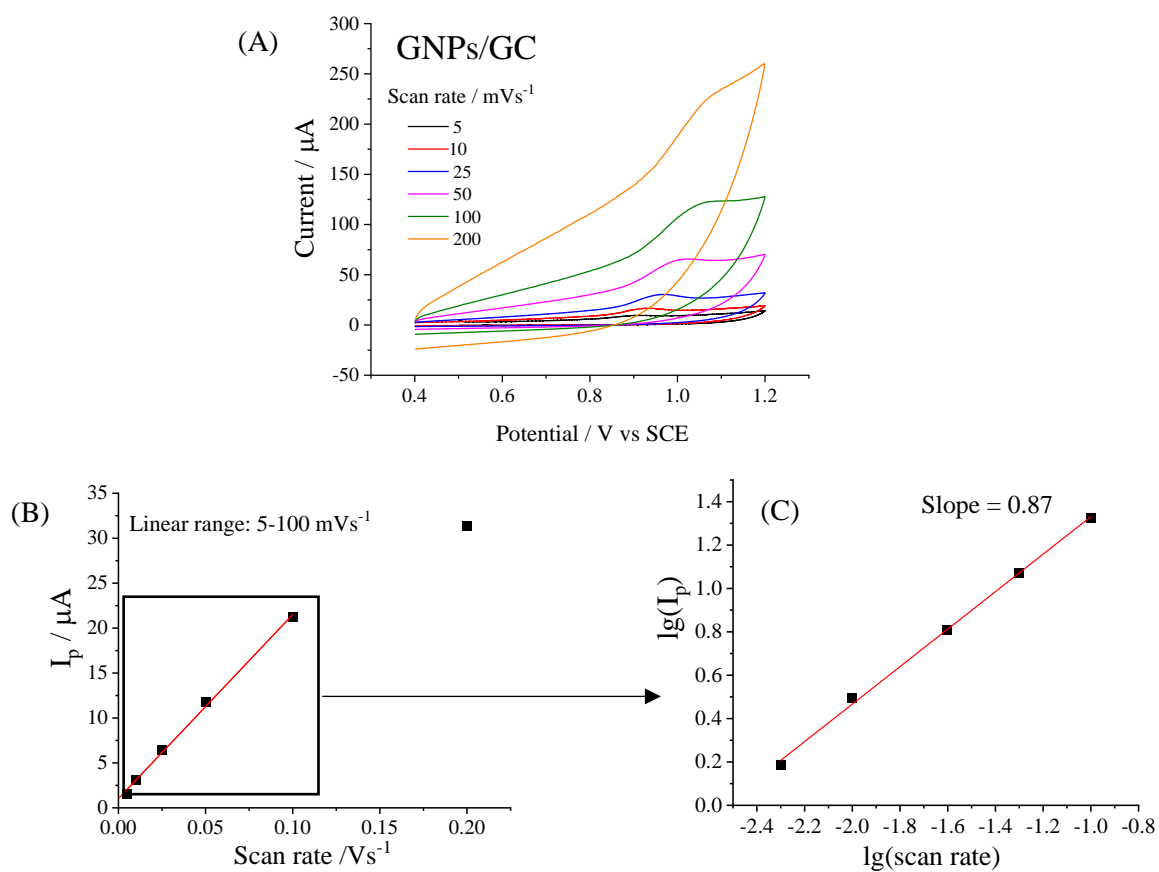 (A)
GNPs/GC
Scan rate / mVs⁻¹
5
10
25
50
100
200
300
250
200
150
100
50
0
-50
Current / μA
0.4 0.6 0.8 1.0 1.2
Potential / V vs SCE
(B)
Linear range: 5-100 mVs⁻¹
35
30
25
20
15
10
5
0
Iₚ / μA
0.00 0.05 0.10 0.15 0.20
Scan rate /Vs⁻¹
(C)
Slope = 0.87
1.4
1.2
1.0
0.8
0.6
0.4
0.2
0.0
lg(Iₚ)
-2.4 -2.2 -2.0 -1.8 -1.6 -1.4 -1.2 -1.0 -0.8
lg(scan rate)